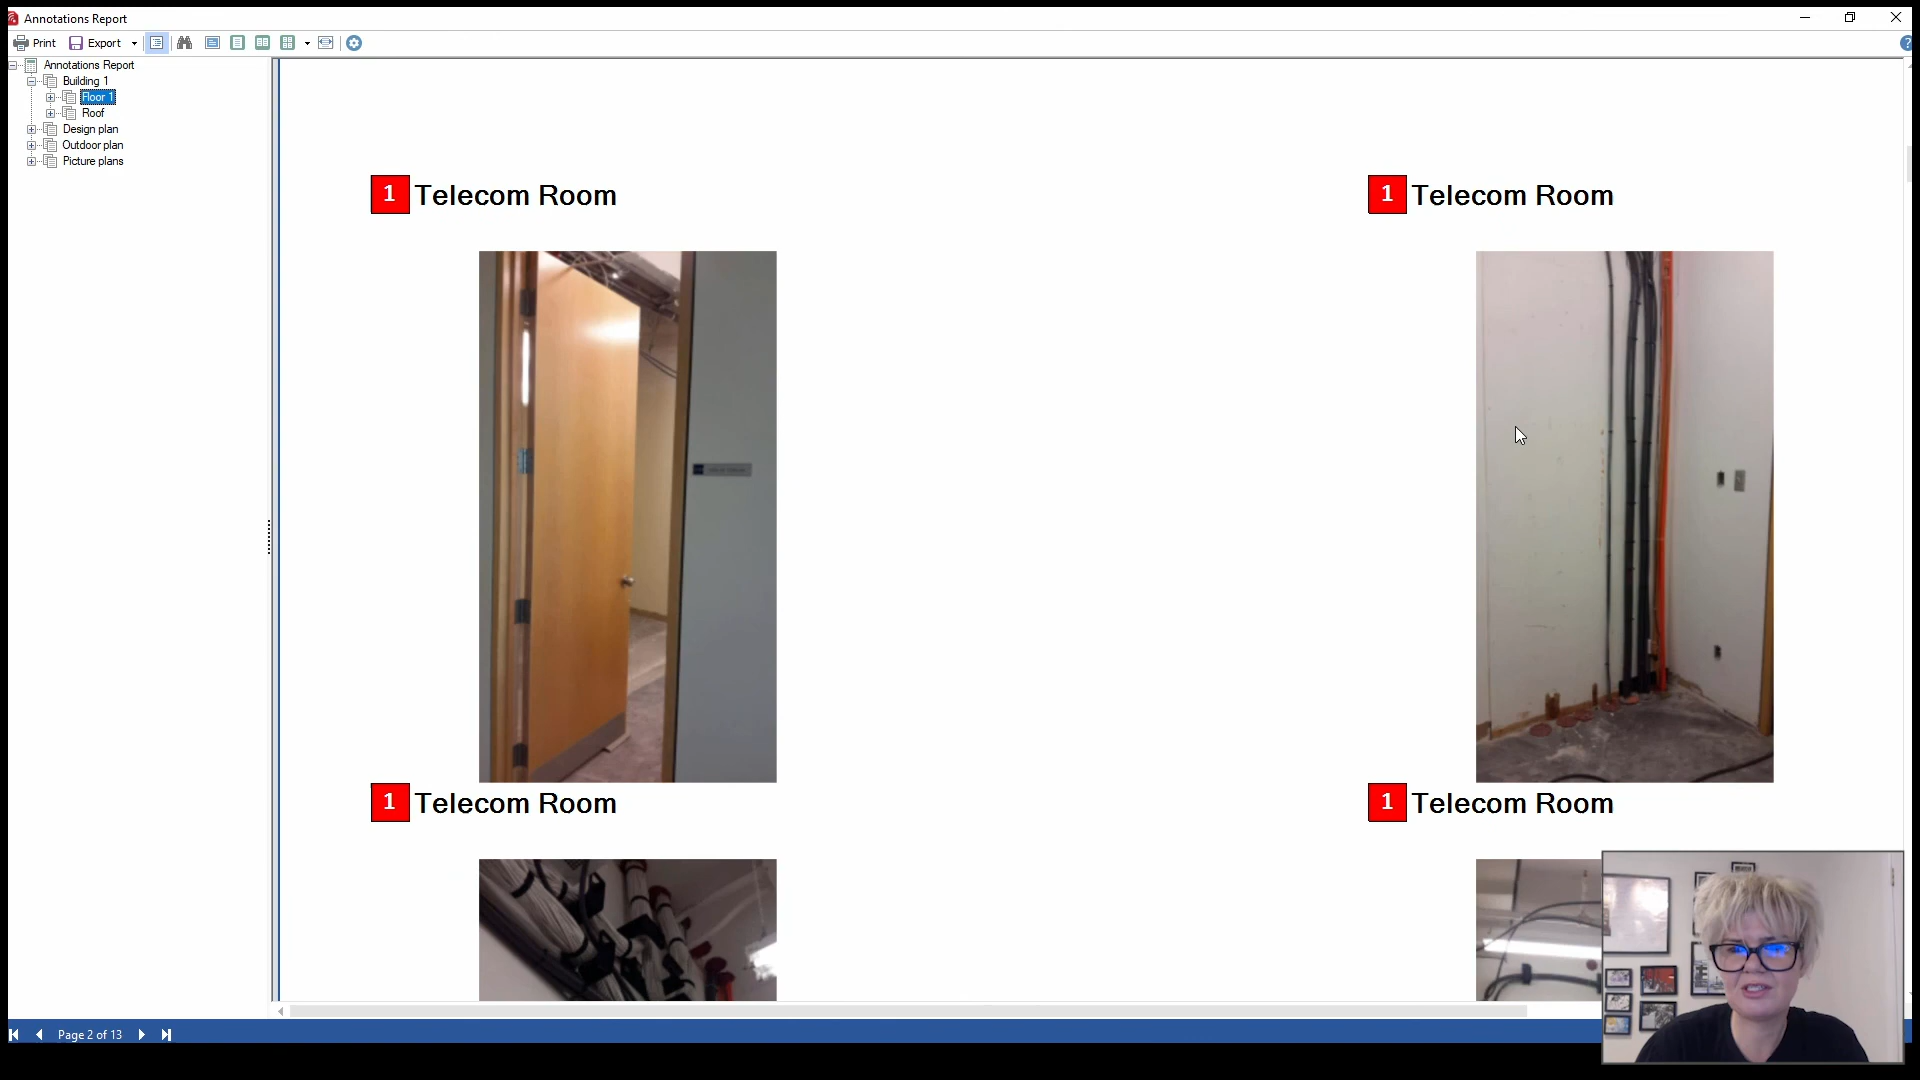 Annotations Report
Print
Export
Annotations Report
Building 1
Floor 1
Roof
Design plan
Outdoor plan
Picture plans
1 Telecom Room
1 Telecom Room
1 Telecom Room
1 Telecom Room
Page 2 of 13